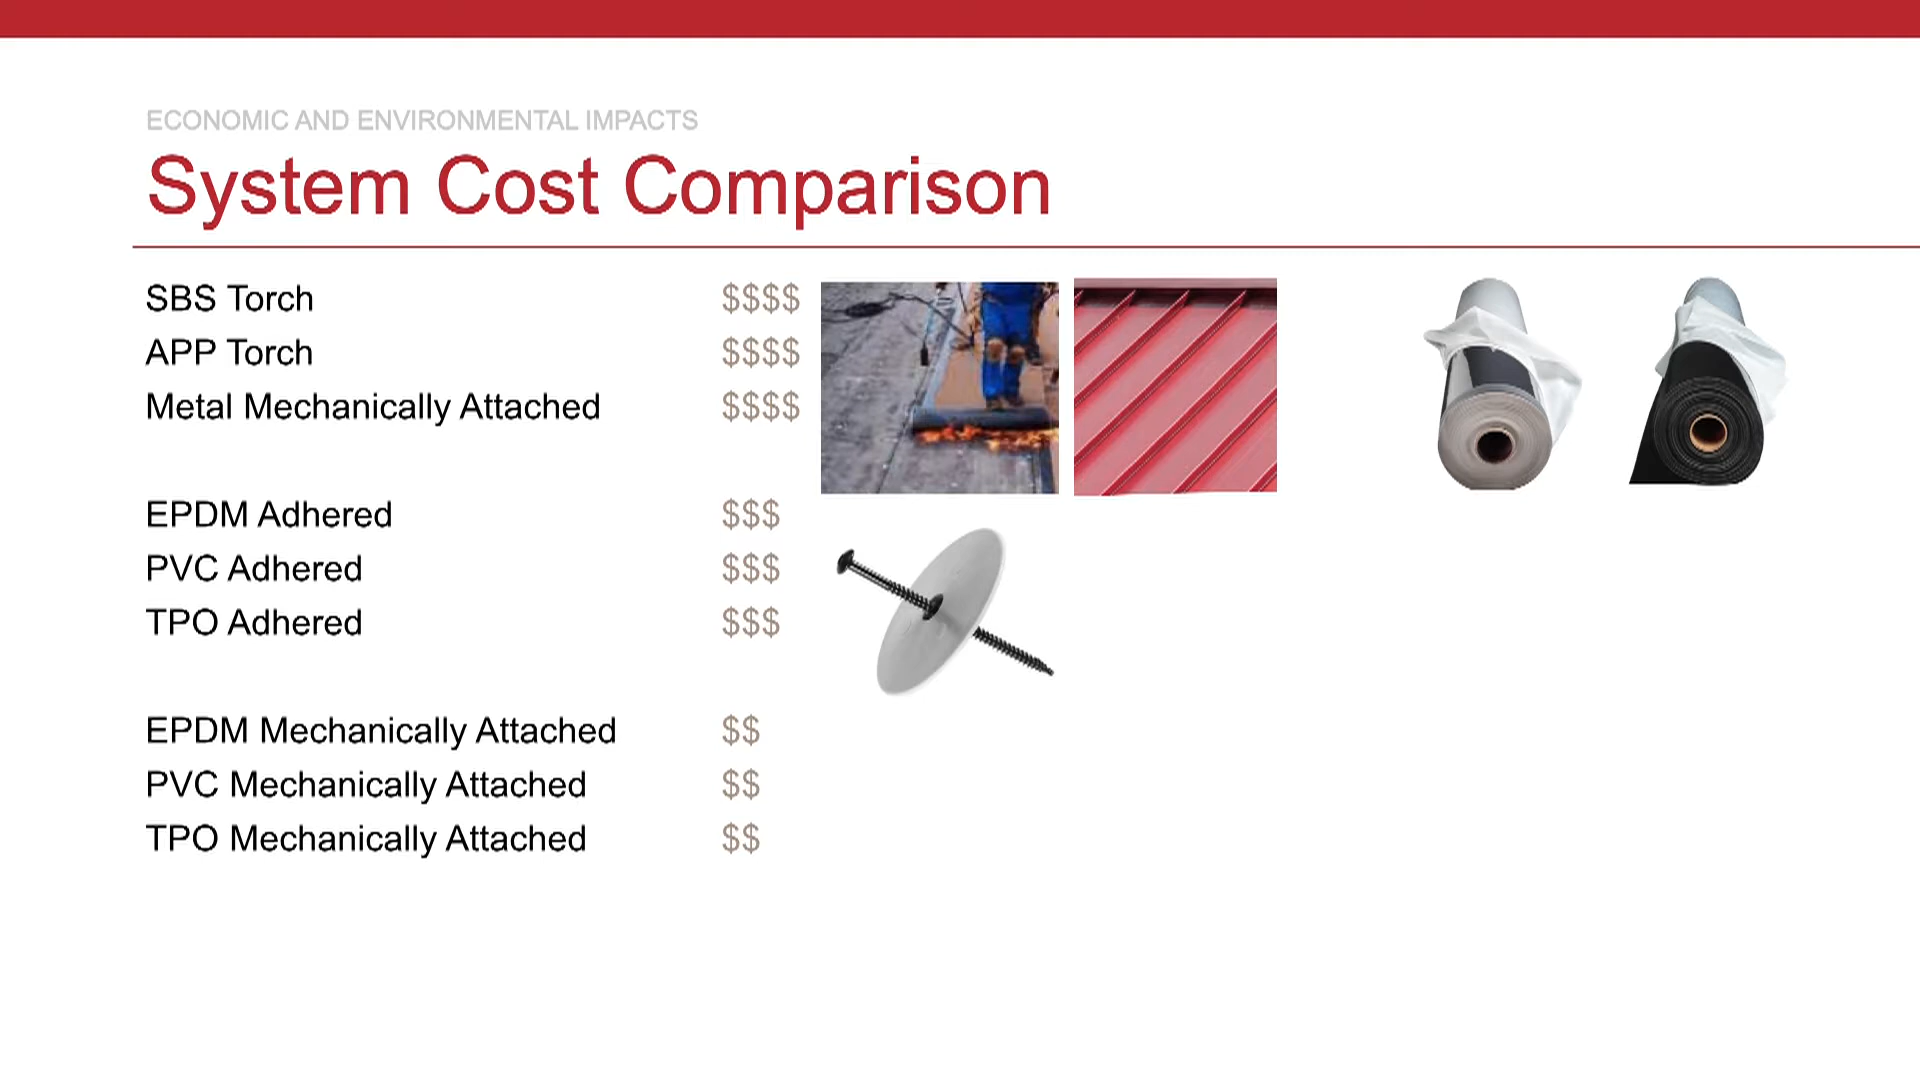 ECONOMIC AND ENVIRONMENTAL IMPACTS
System Cost Comparison
SBS Torch $$$$
APP Torch $$$$
Metal Mechanically Attached $$$$
EPDM Adhered $$$
PVC Adhered $$$
TPO Adhered $$$
EPDM Mechanically Attached $$
PVC Mechanically Attached $$
TPO Mechanically Attached $$